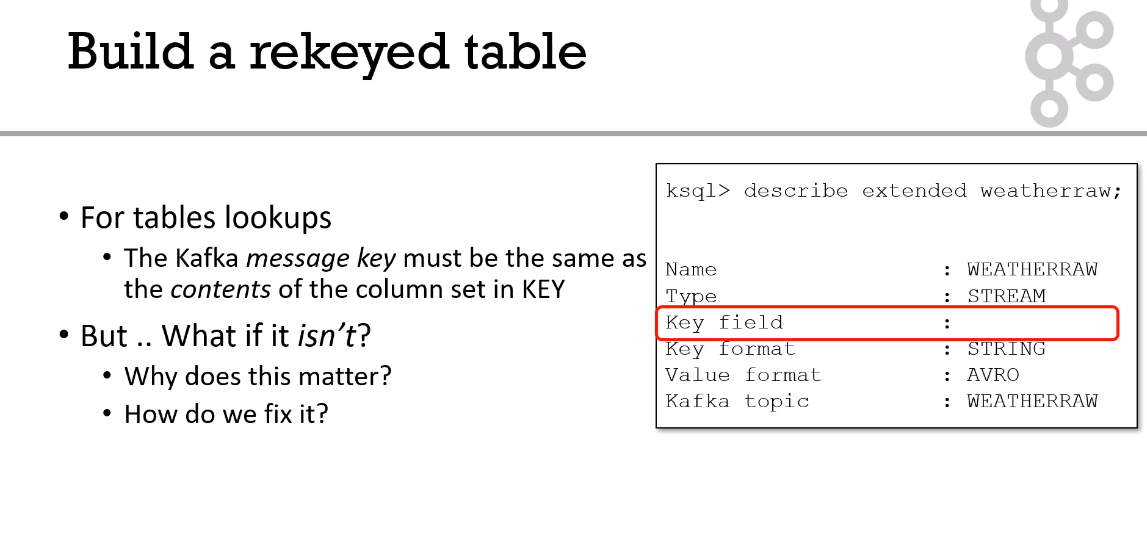 Build a rekeyed table
• For tables lookups
• The Kafka message key must be the same as
the contents of the column set in KEY
• But .. What if it isn't?
• Why does this matter?
• How do we fix it?
ksql> describe extended weatherraw;
Name : WEATHERRAW
Type : STREAM
Key field :
Key format : STRING
Value format : AVRO
Kafka topic : WEATHERRAW